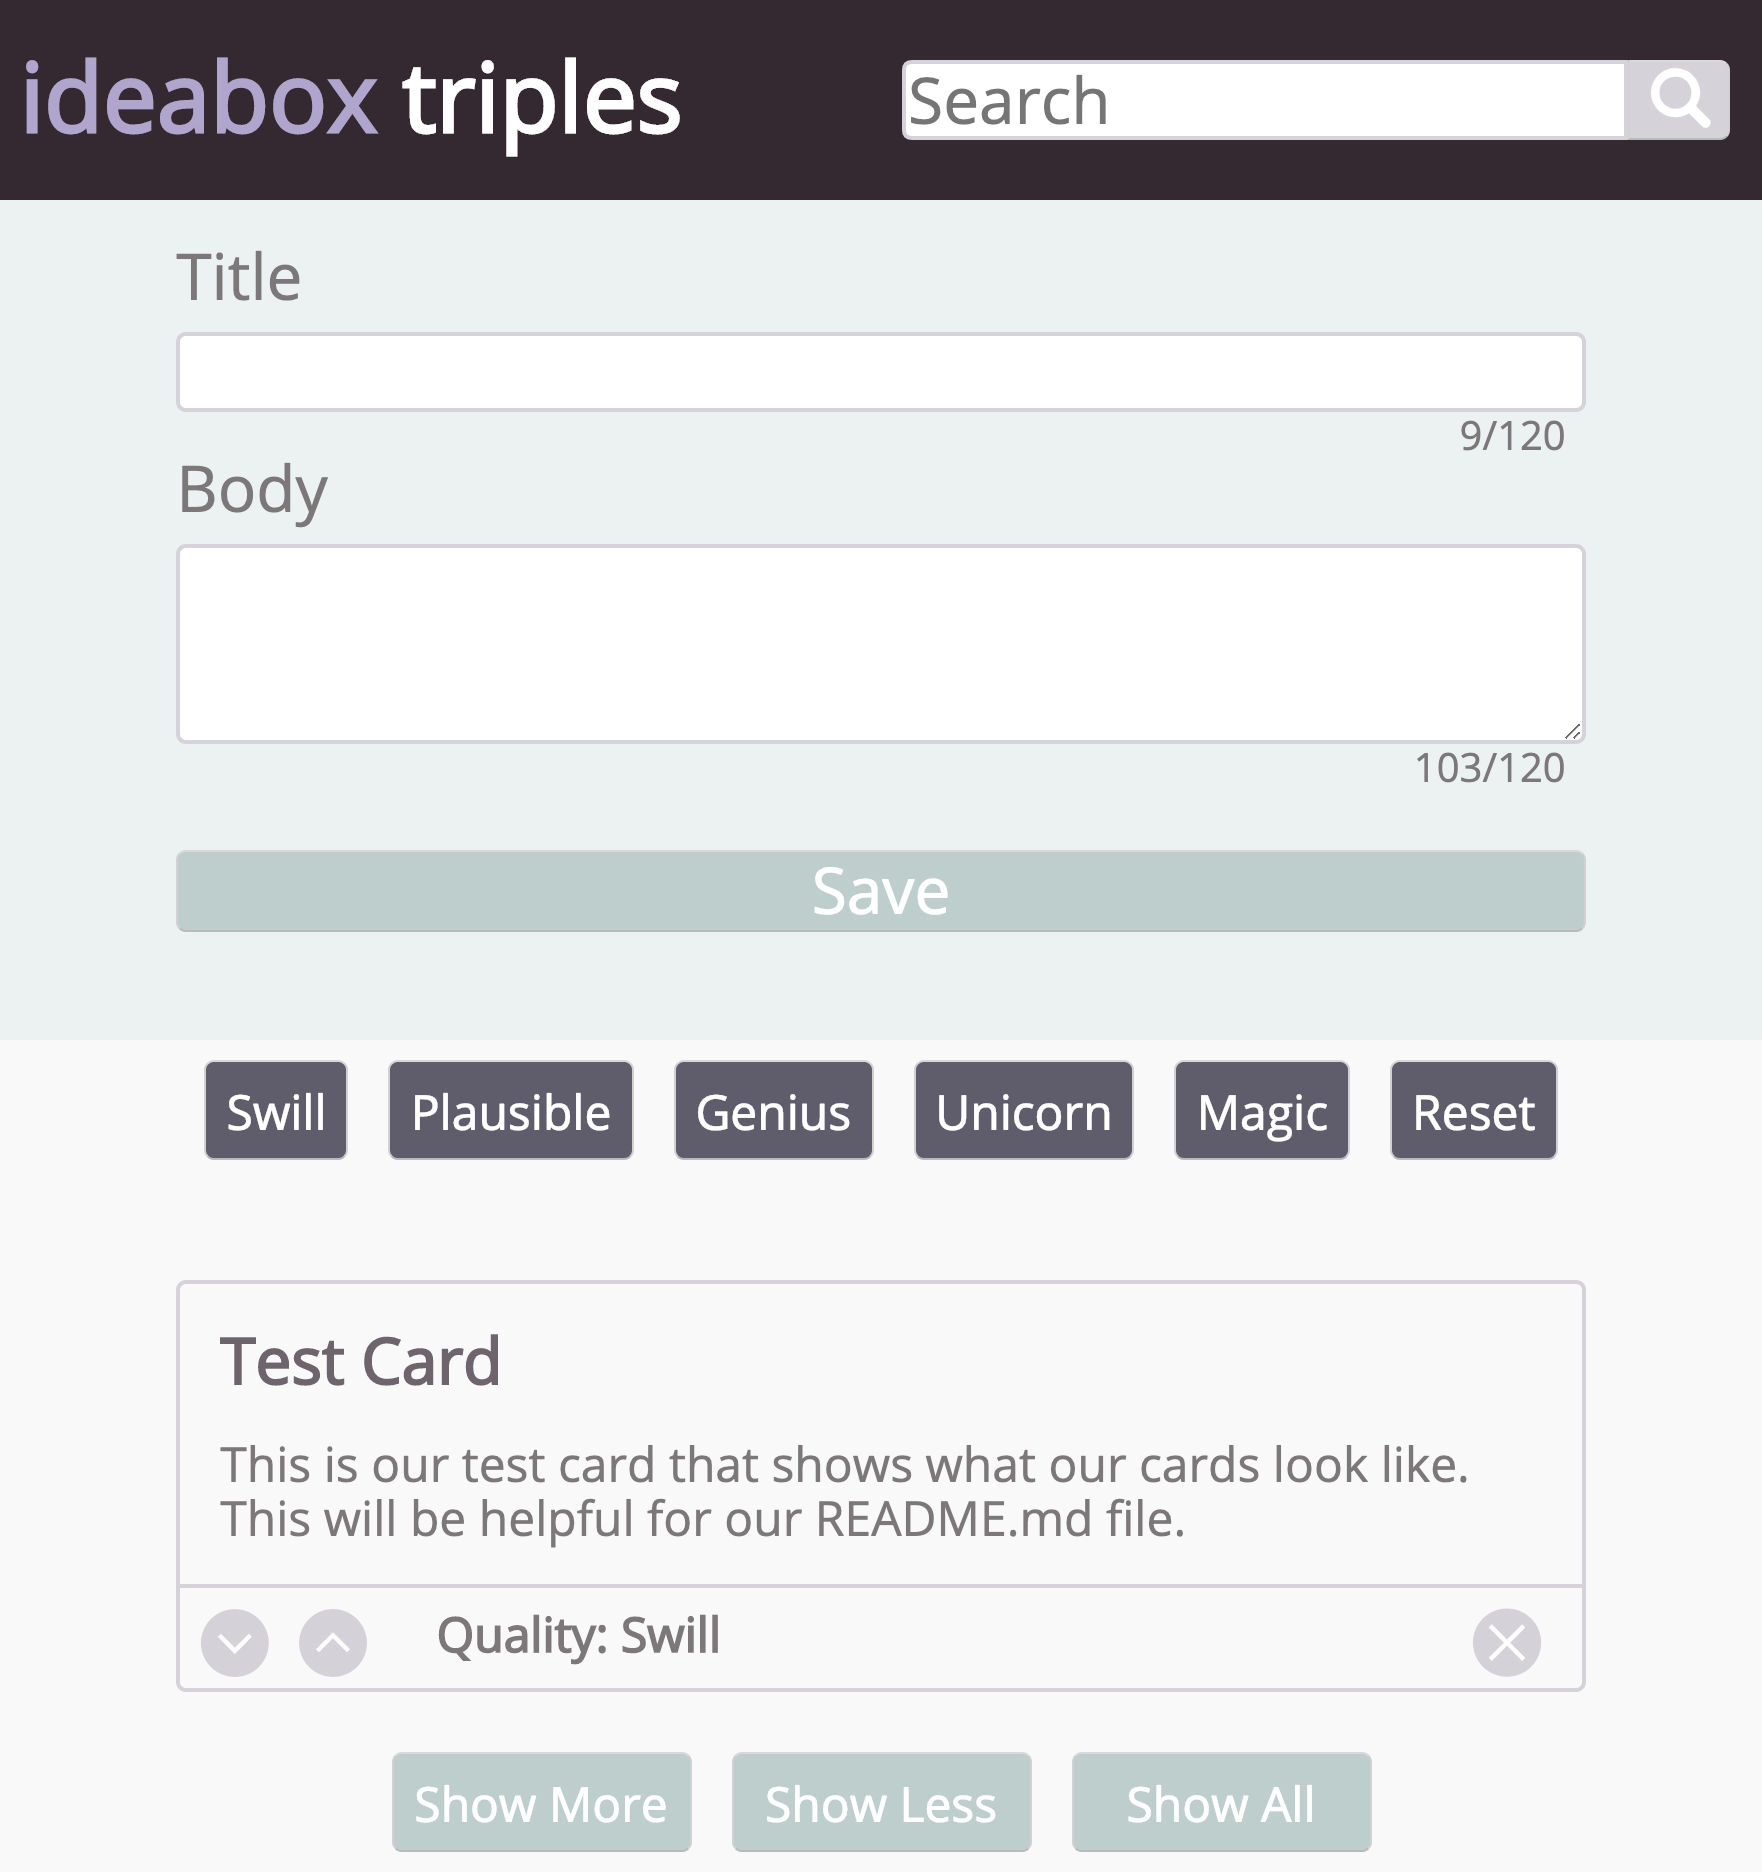 ideabox triples
Search
Title
9/120
Body
103/120
Save
Swill Plausible Genius Unicorn Magic Reset
Test Card
This is our test card that shows what our cards look like.
This will be helpful for our README.md file.
Quality: Swill
Show More Show Less Show All